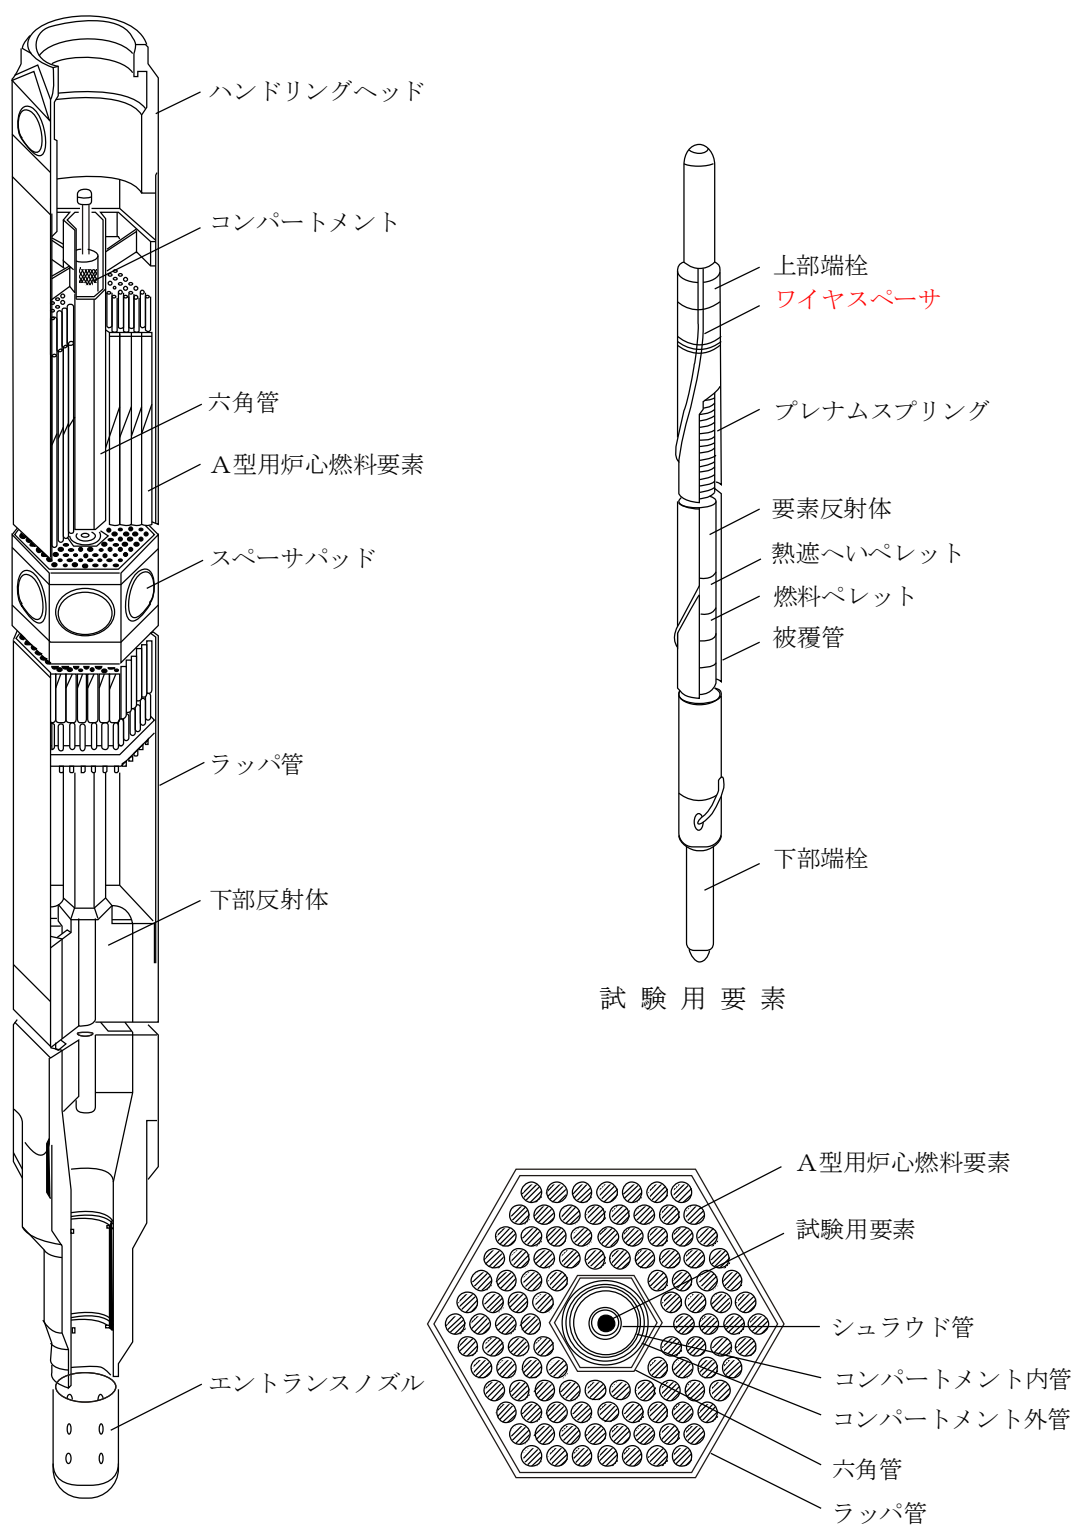 ハンドリングヘッド
コンパートメント
六角管
A型用炉心燃料要素
スペーサパッド
ラッパ管
下部反射体
エントランスノズル
上部端栓
ワイヤスペーサ
プレナムスプリング
要素反射体
熱遮へいペレット
燃料ペレット
被覆管
下部端栓
試験用要素
A型用炉心燃料要素
試験用要素
シュラウド管
コンパートメント内管
コンパートメント外管
六角管
ラッパ管